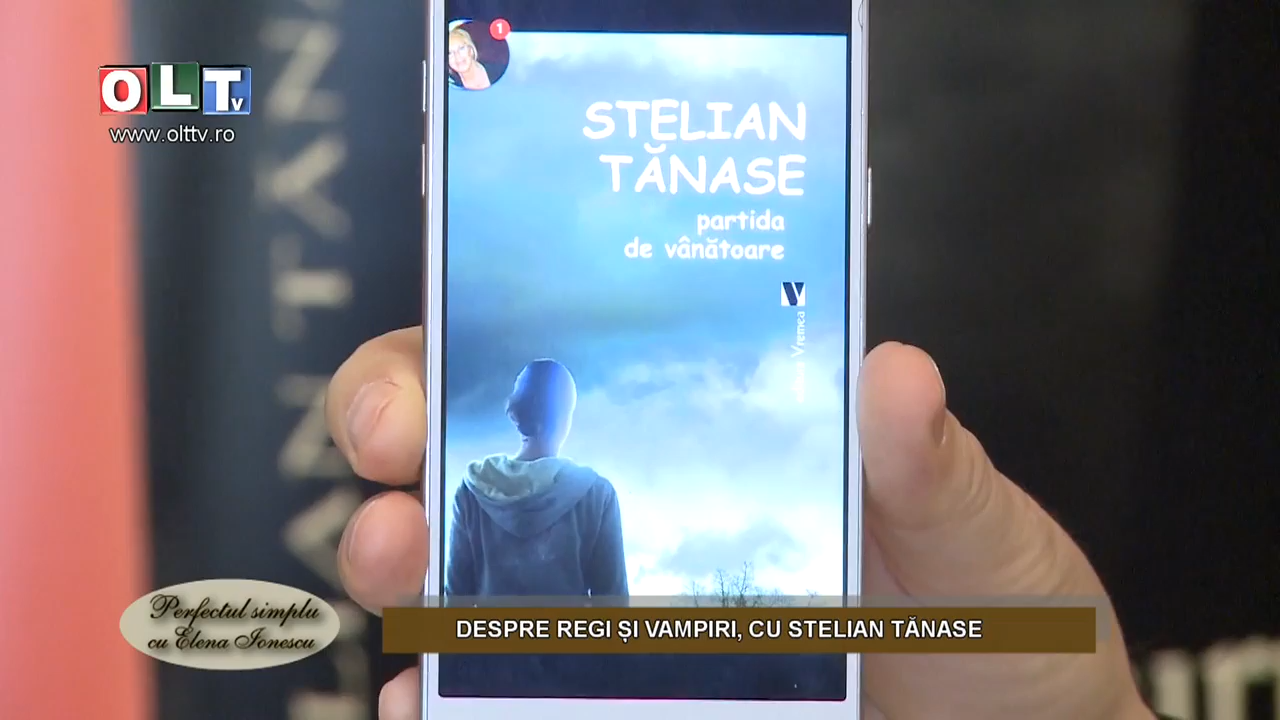 OLTv
www.olttv.ro
1
STELIAN
TĂNASE
partida
de vânătoare
V
Vremea
Perfectul simplu
cu Elena Ionescu
DESPRE REGI ȘI VAMPIRI, CU STELIAN TĂNASE